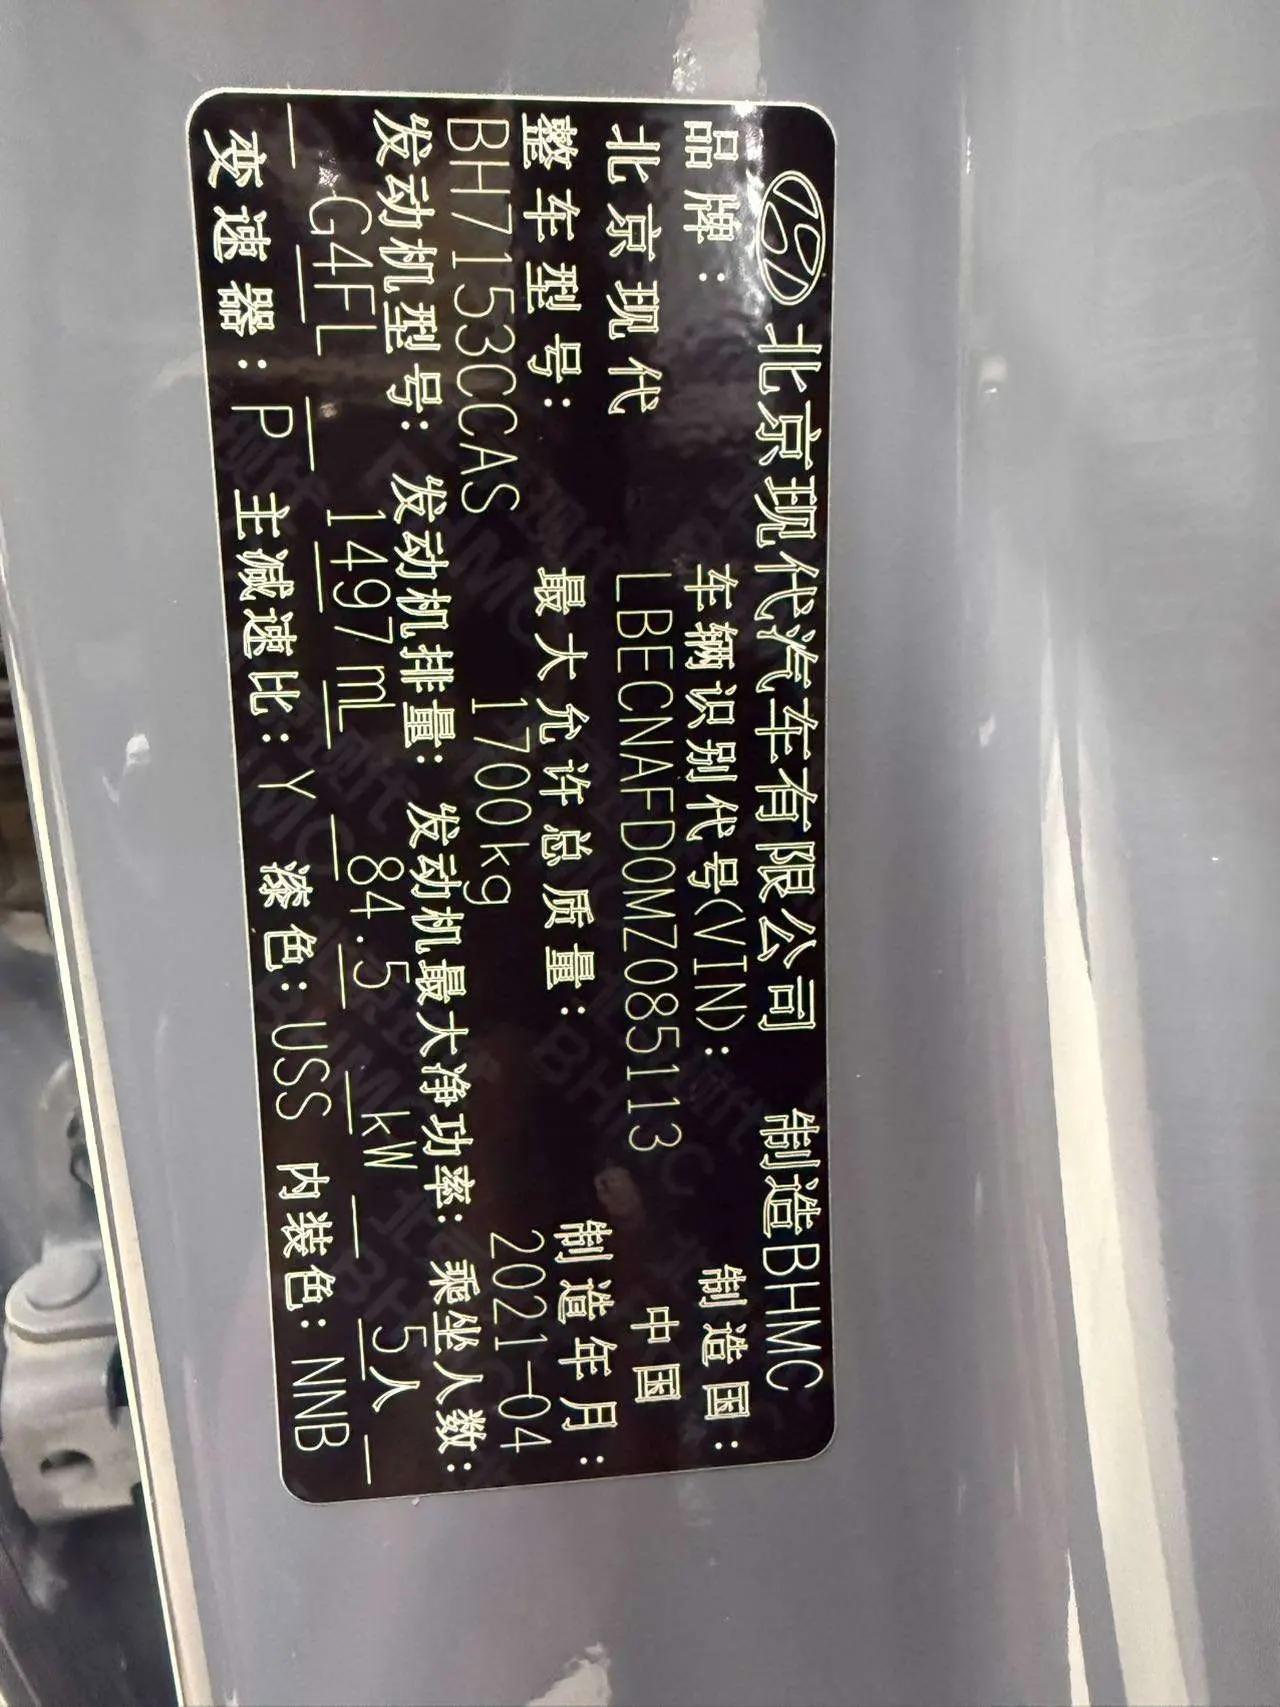 北京现代汽车有限公司 制造BHMC
品牌： 车辆识别代号(VIN)： 制造国：
北京现代 LBECNAFD0MZ085113 中国
整车型号： 最大允许总质量： 制造年月：
BH7153CCAS 1700kg 2021-04
发动机型号： 发动机排量： 发动机最大净功率： 乘坐人数：
G4FL 1497mL 84.5 kW 5人
变速器：P 主减速比：Y 漆色：USS 内装色：NNB